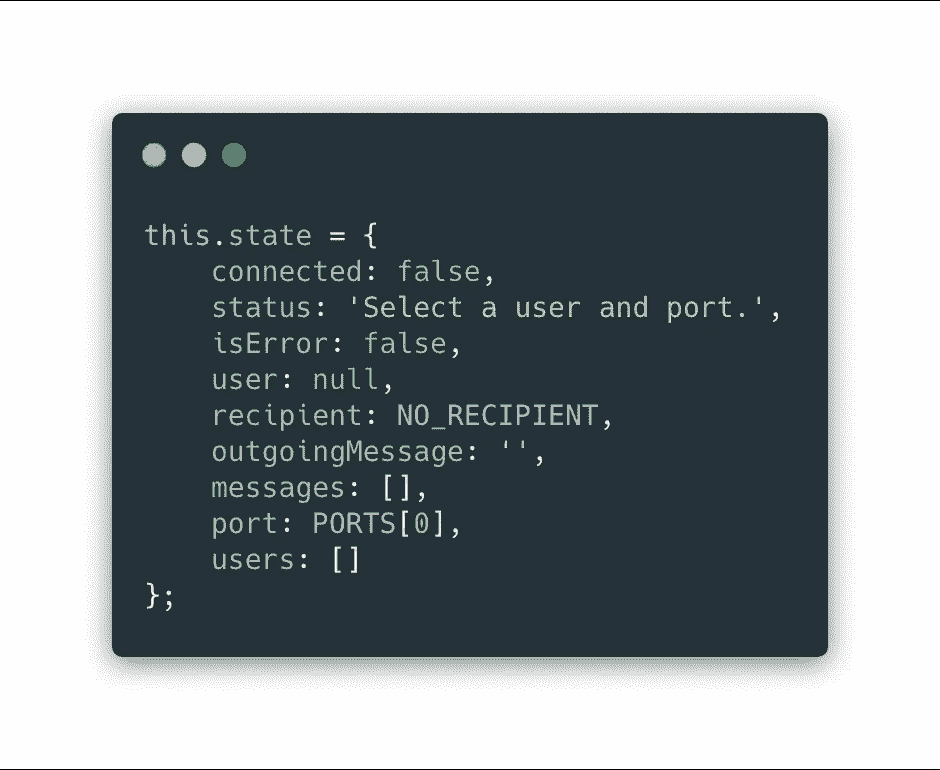 this.state = {
    connected: false,
    status: 'Select a user and port.',
    isError: false,
    user: null,
    recipient: NO_RECIPIENT,
    outgoingMessage: '',
    messages: [],
    port: PORTS[0],
    users: []
};